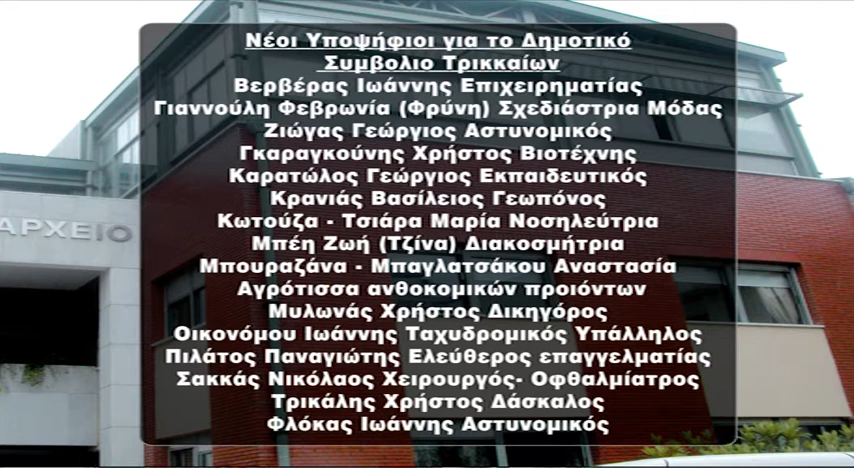 Νέοι Υποψήφιοι για το Δημοτικό
Συμβολιο Τρικκαίων
Βερβέρας Ιωάννης Επιχειρηματίας
Γιαννούλη Φεβρωνία (Φρύνη) Σχεδιάστρια Μόδας
Ζιώγας Γεώργιος Αστυνομικός
Γκαραγκούνης Χρήστος Βιοτέχνης
Καρατώλος Γεώργιος Εκπαιδευτικός
Κρανιάς Βασίλειος Γεωπόνος
ΑΡΧΕΙΟ
Κωτούζα - Τσιάρα Μαρία Νοσηλεύτρια
Μπέη Ζωή (Τζίνα) Διακοσμήτρια
Μπουραζάνα - Μπαγλατσάκου Αναστασία
Αγρότισσα ανθοκομικών προιόντων
Μυλωνάς Χρήστος Δικηγόρος
Οικονόμου Ιωάννης Ταχυδρομικός Υπάλληλος
Πιλάτος Παναγιώτης Ελεύθερος επαγγελματίας
Σακκάς Νικόλαος Χειρουργός- Οφθαλμίατρος
Τρικάλης Χρήστος Δάσκαλος
Φλόκας Ιωάννης Αστυνομικός